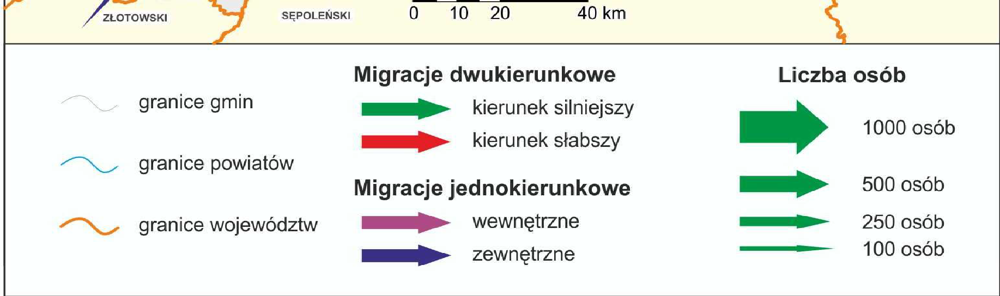 ZŁOTOWSKI
SĘPOLEŃSKI
0 10 20 40 km
granice gmin
granice powiatów
granice województw
Migracje dwukierunkowe
kierunek silniejszy
kierunek słabszy
Migracje jednokierunkowe
wewnętrzne
zewnętrzne
Liczba osób
1000 osób
500 osób
250 osób
100 osób